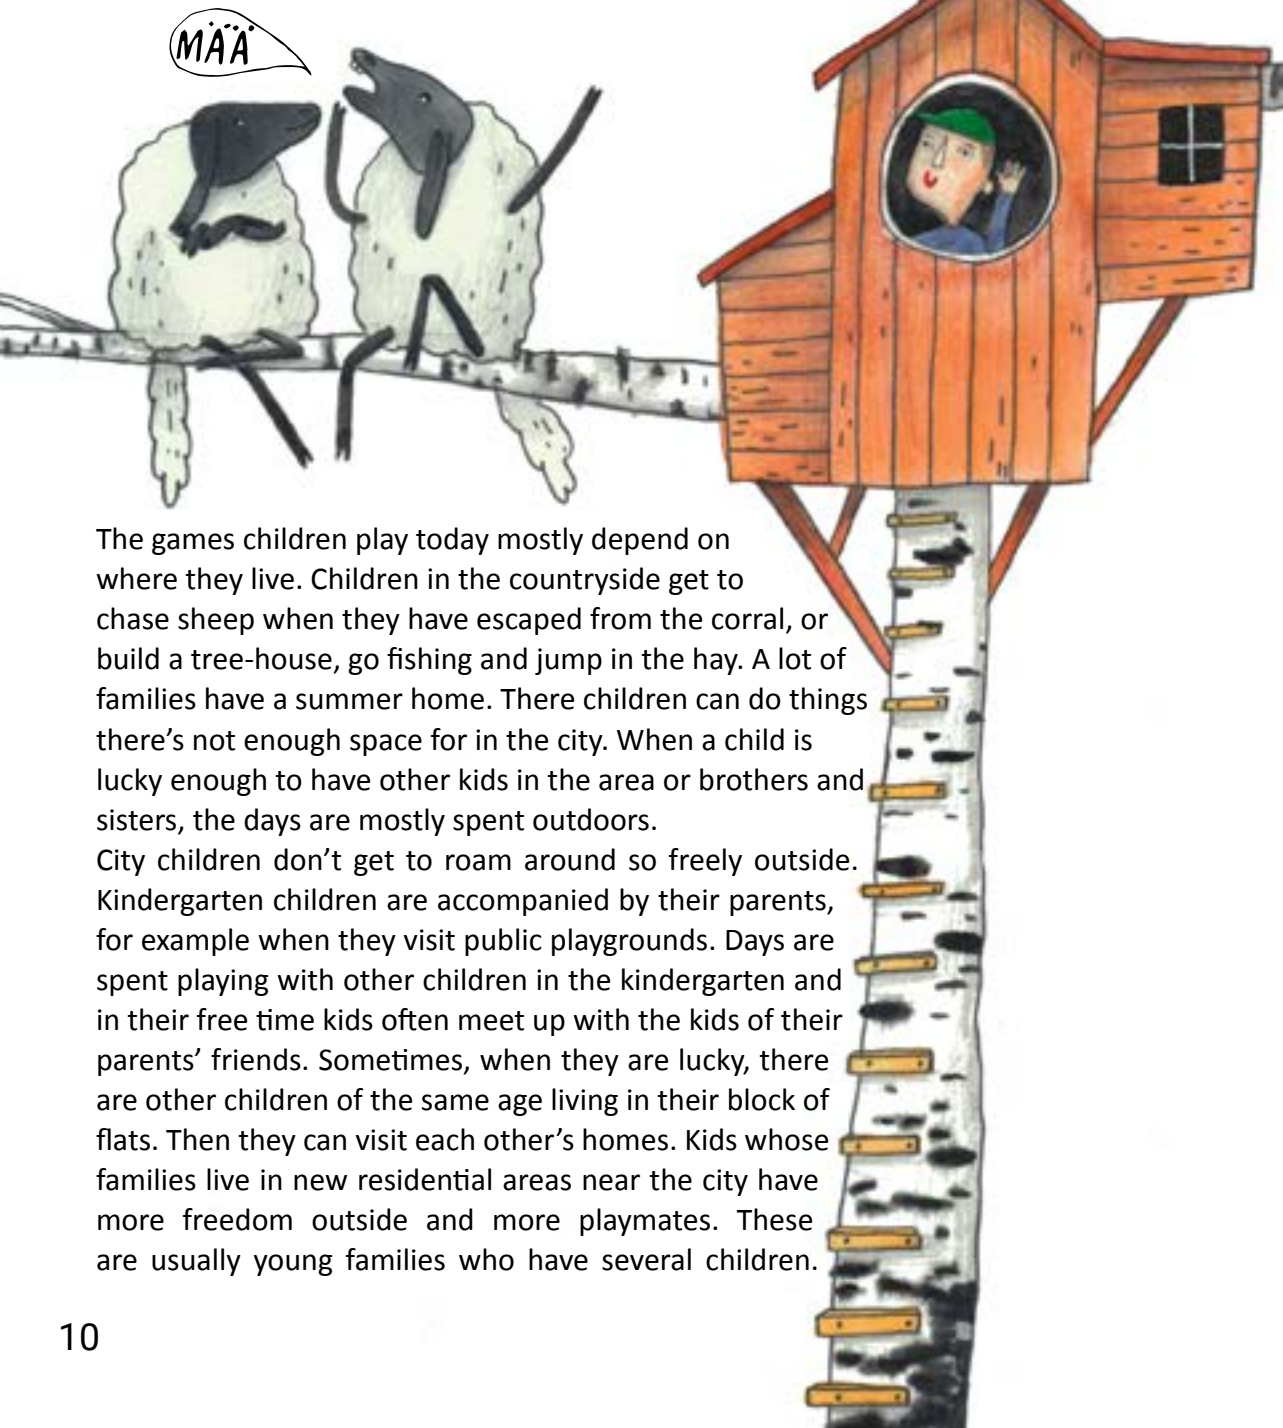 MÄÄ
The games children play today mostly depend on
where they live. Children in the countryside get to
chase sheep when they have escaped from the corral, or
build a tree-house, go fishing and jump in the hay. A lot of
families have a summer home. There children can do things
there’s not enough space for in the city. When a child is
lucky enough to have other kids in the area or brothers and
sisters, the days are mostly spent outdoors.
City children don’t get to roam around so freely outside.
Kindergarten children are accompanied by their parents,
for example when they visit public playgrounds. Days are
spent playing with other children in the kindergarten and
in their free time kids often meet up with the kids of their
parents’ friends. Sometimes, when they are lucky, there
are other children of the same age living in their block of
flats. Then they can visit each other’s homes. Kids whose
families live in new residential areas near the city have
more freedom outside and more playmates. These
are usually young families who have several children.
10